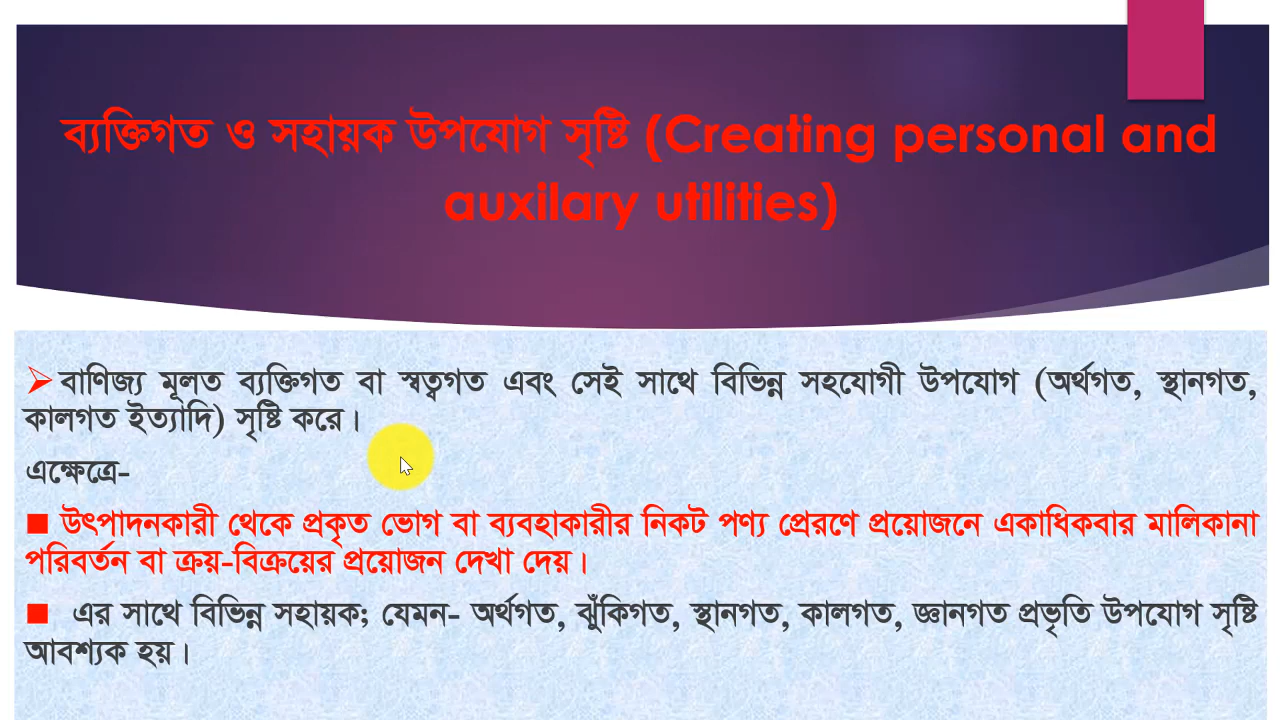 ব্যক্তিগত ও সহায়ক উপযোগ সৃষ্টি (Creating personal and
auxilary utilities)
বাণিজ্য মূলত ব্যক্তিগত বা স্বত্বগত এবং সেই সাথে বিভিন্ন সহযোগী উপযোগ (অর্থগত, স্থানগত,
কালগত ইত্যাদি) সৃষ্টি করে।
এক্ষেত্রে-
■ উৎপাদনকারী থেকে প্রকৃত ভোগ বা ব্যবহাকারীর নিকট পণ্য প্রেরণে প্রয়োজনে একাধিকবার মালিকানা
পরিবর্তন বা ক্রয়-বিক্রয়ের প্রয়োজন দেখা দেয়।
■ এর সাথে বিভিন্ন সহায়ক; যেমন- অর্থগত, ঝুঁকিগত, স্থানগত, কালগত, জ্ঞানগত প্রভৃতি উপযোগ সৃষ্টি
আবশ্যক হয়।